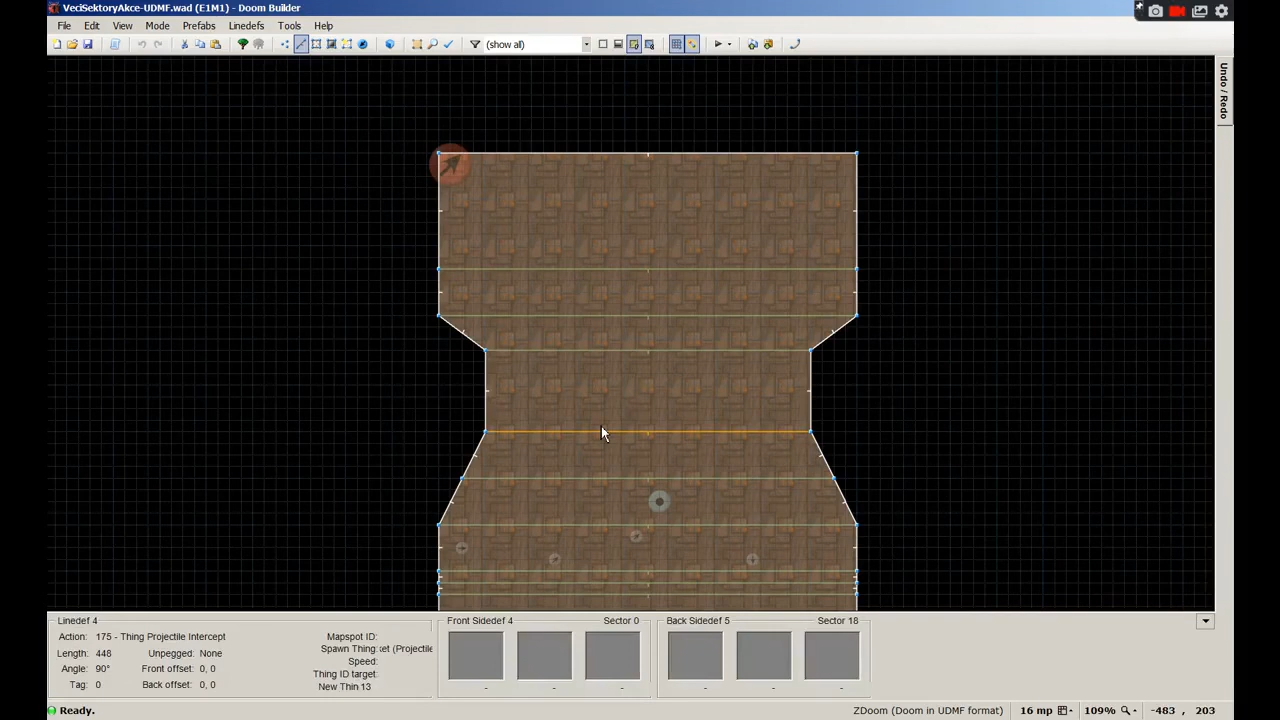 VeciSektoryAkce-UDMF.wad (E1M1) - Doom Builder
File Edit View Mode Prefabs Linedefs Tools Help
(show all)
Undo / Redo
Linedef 4
Action: 175 - Thing Projectile Intercept
Length: 448
Angle: 90°
Tag: 0
Unpegged: None
Front offset: 0, 0
Back offset: 0, 0
Mapspot ID:
Spawn Thing: :et (Projectile
Speed:
Thing ID target:
New Thin 13
Front Sidedef 4 Sector 0
- - -
Back Sidedef 5 Sector 18
- - -
Ready.
ZDoom (Doom in UDMF format) 16 mp 109% -483 , 203